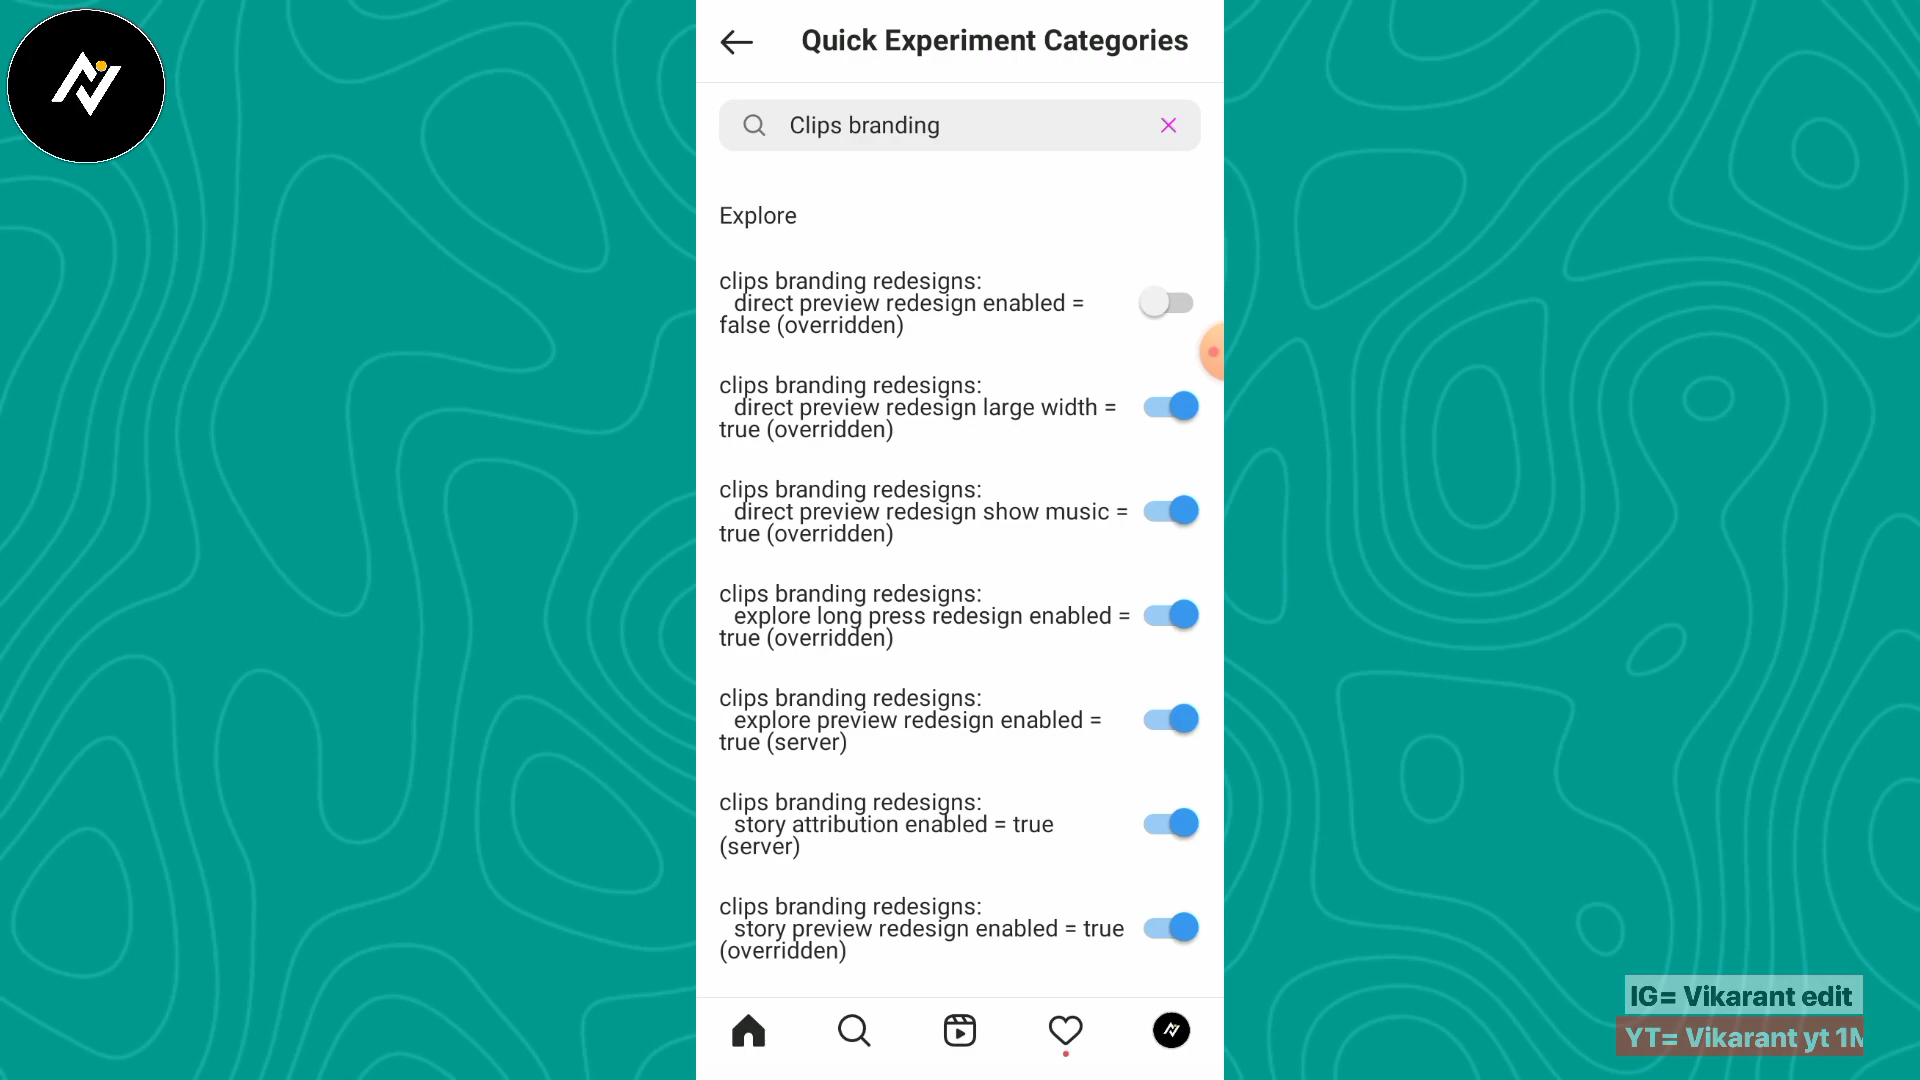 Quick Experiment Categories
Clips branding
Explore
clips branding redesigns:
direct preview redesign enabled =
false (overridden)
clips branding redesigns:
direct preview redesign large width =
true (overridden)
clips branding redesigns:
direct preview redesign show music =
true (overridden)
clips branding redesigns:
explore long press redesign enabled =
true (overridden)
clips branding redesigns:
explore preview redesign enabled =
true (server)
clips branding redesigns:
story attribution enabled = true
(server)
clips branding redesigns:
story preview redesign enabled = true
(overridden)
IG= Vikarant edit
YT= Vikarant yt